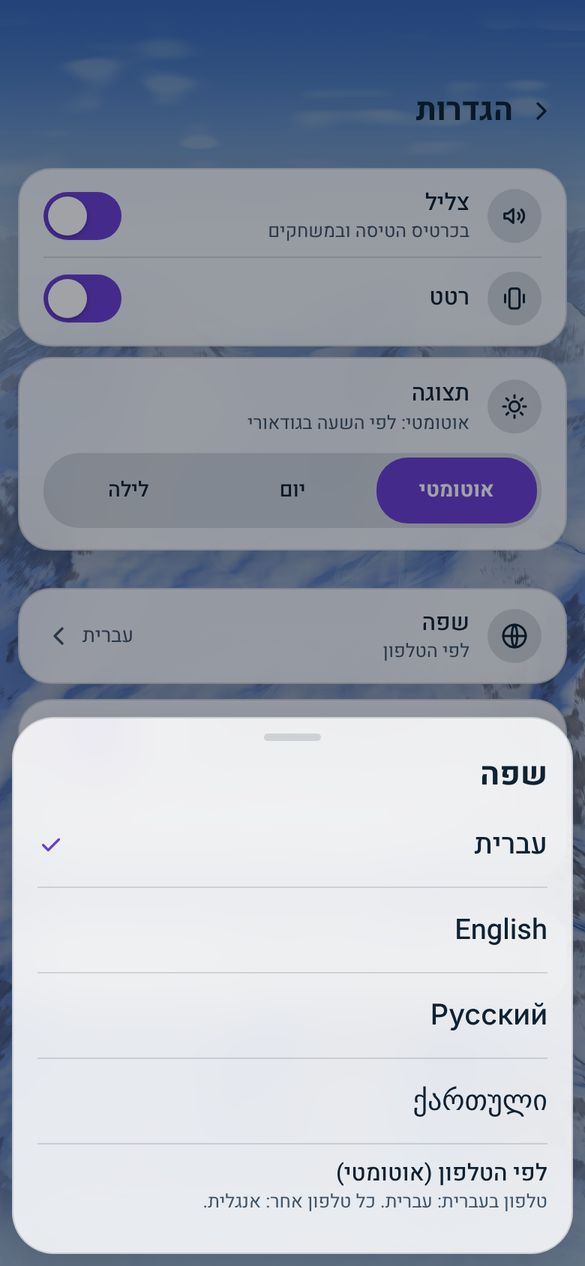 הגדרות
צליל
בכרטיס הטיסה ובמשחקים
רטט
תצוגה
אוטומטי: לפי השעה בגודאורי
אוטומטי
יום
לילה
שפה
לפי הטלפון
עברית
שפה
עברית
English
Русский
ქართული
לפי הטלפון (אוטומטי)
טלפון בעברית: עברית. כל טלפון אחר: אנגלית.